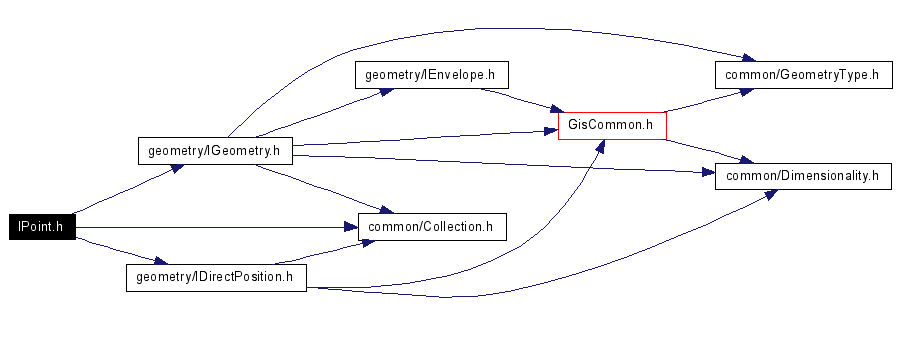 geometry/IEnvelope.h
common/GeometryType.h
GisCommon.h
geometry/IGeometry.h
common/Dimensionality.h
IPoint.h
common/Collection.h
geometry/IDirectPosition.h